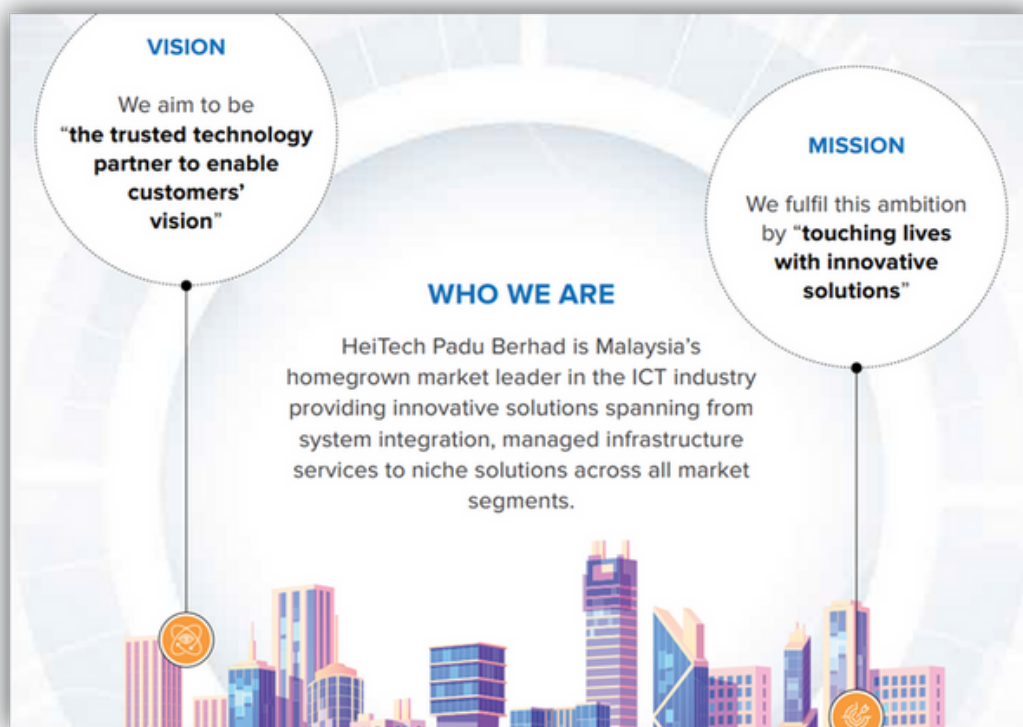 VISION
We aim to be
“the trusted technology
partner to enable
customers’
vision”
MISSION
We fulfil this ambition
by “touching lives
with innovative
solutions”
WHO WE ARE
HeiTech Padu Berhad is Malaysia’s
homegrown market leader in the ICT industry
providing innovative solutions spanning from
system integration, managed infrastructure
services to niche solutions across all market
segments.